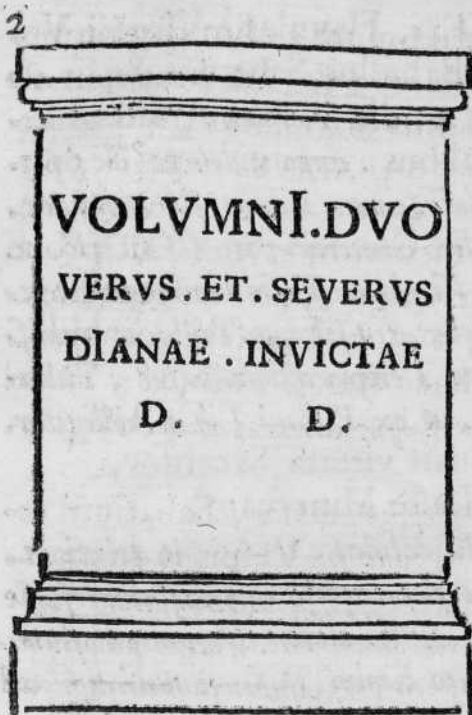 2
VOLVMNI.DVO
VERVS.ET.SEVERVS
DIANAE.INVICTAE
D. D.